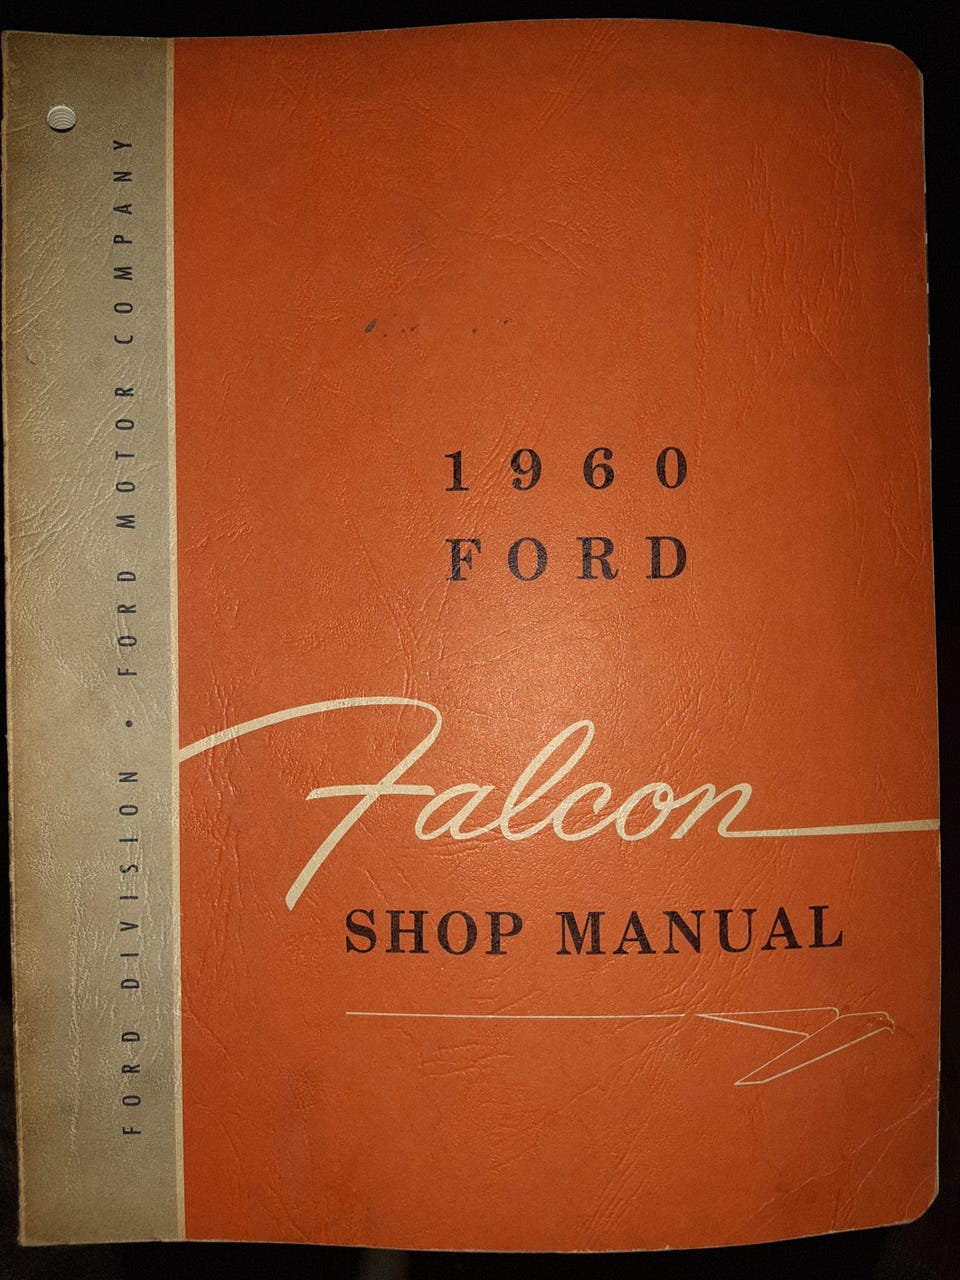 FORD DIVISION • FORD MOTOR COMPANY
1960
FORD
Falcon
SHOP MANUAL